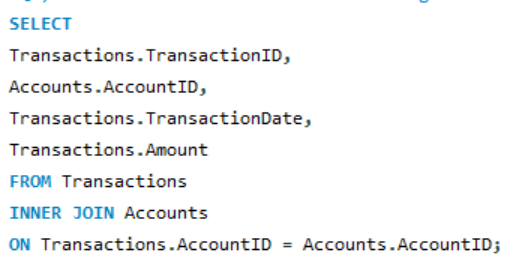 SELECT
Transactions.TransactionID,
Accounts.AccountID,
Transactions.TransactionDate,
Transactions.Amount
FROM Transactions
INNER JOIN Accounts
ON Transactions.AccountID = Accounts.AccountID;